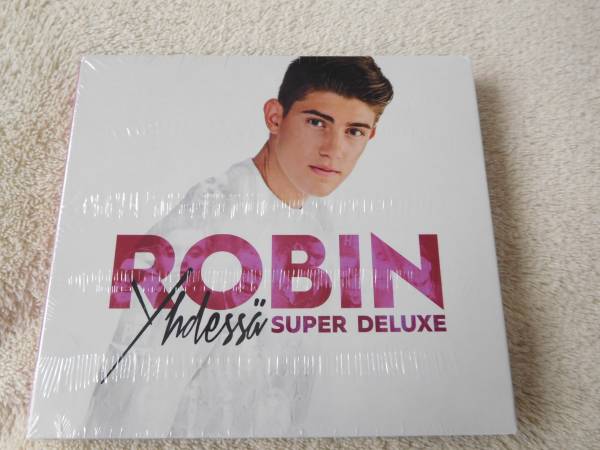 ROBIN
Yhdessä SUPER DELUXE